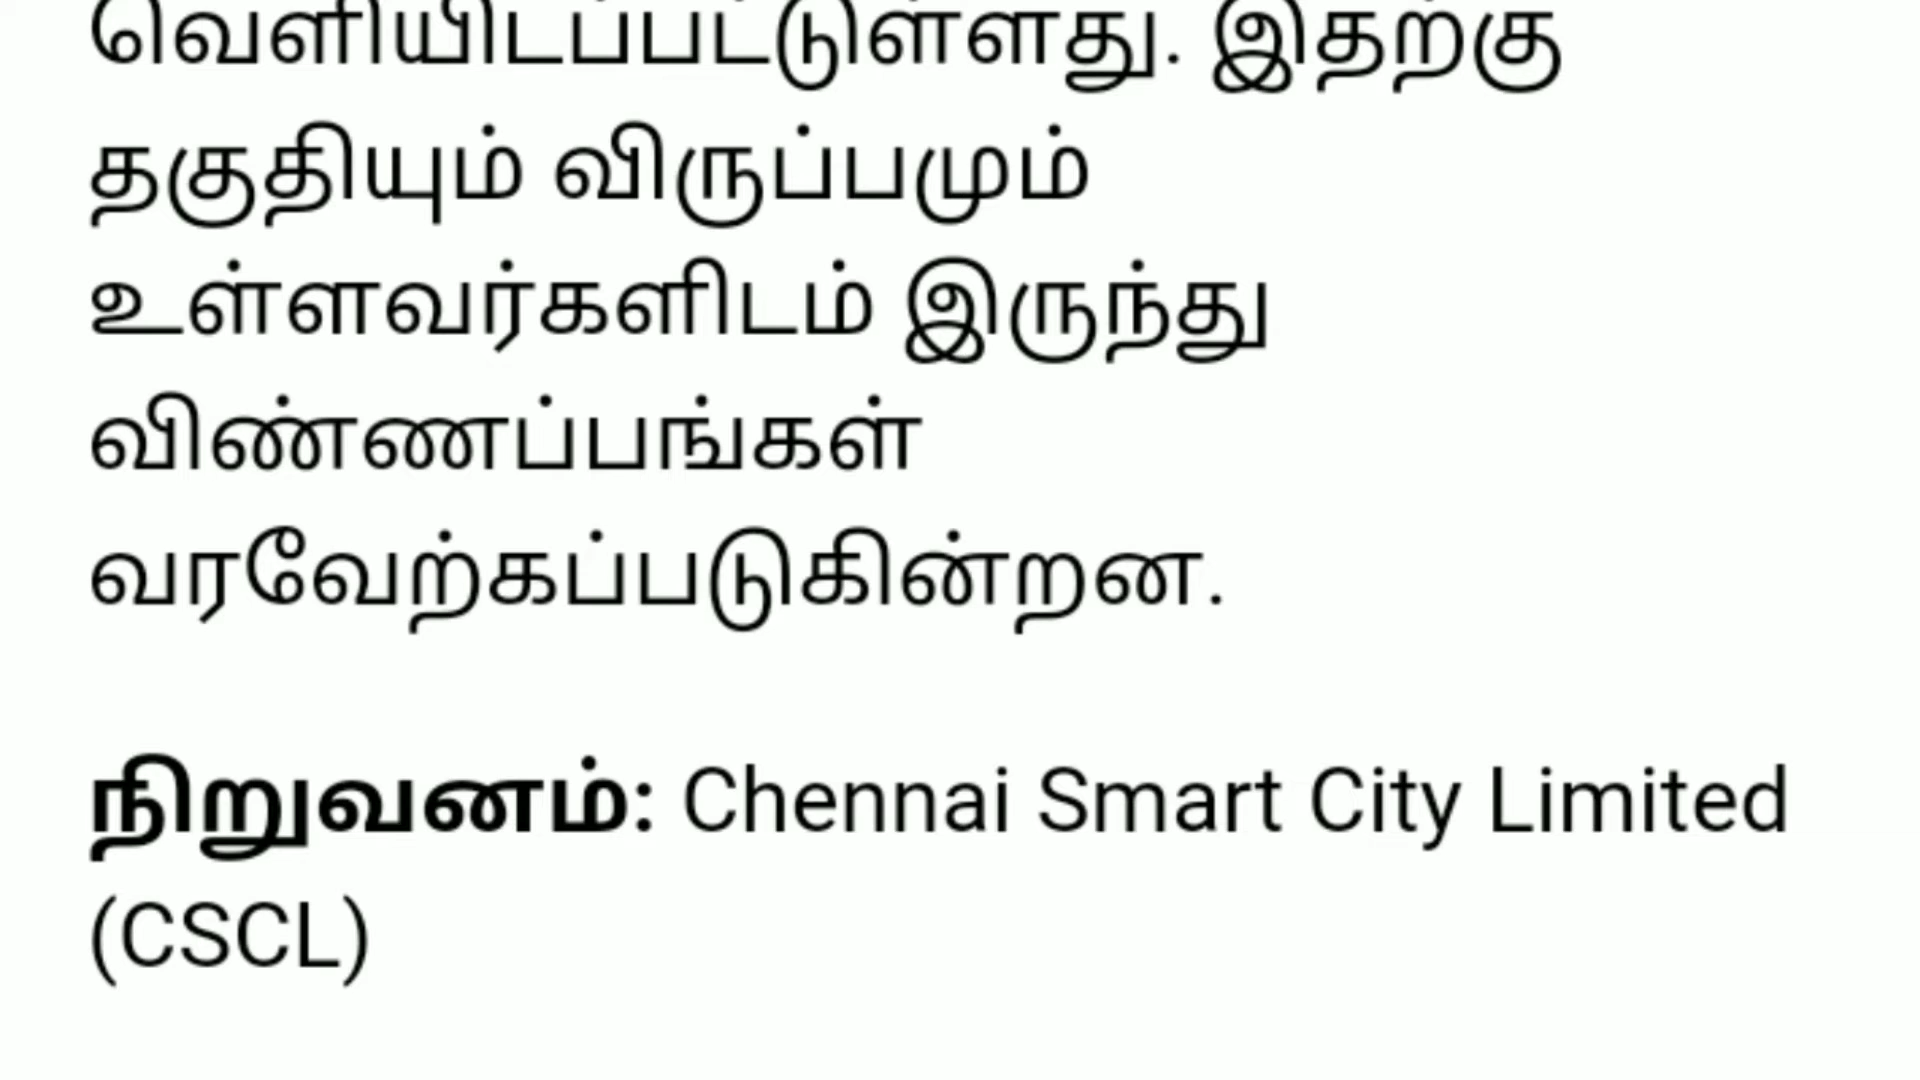 வெளியிடப்பட்டுள்ளது. இதற்கு
தகுதியும் விருப்பமும்
உள்ளவர்களிடம் இருந்து
விண்ணப்பங்கள்
வரவேற்கப்படுகின்றன.
நிறுவனம்: Chennai Smart City Limited
(CSCL)